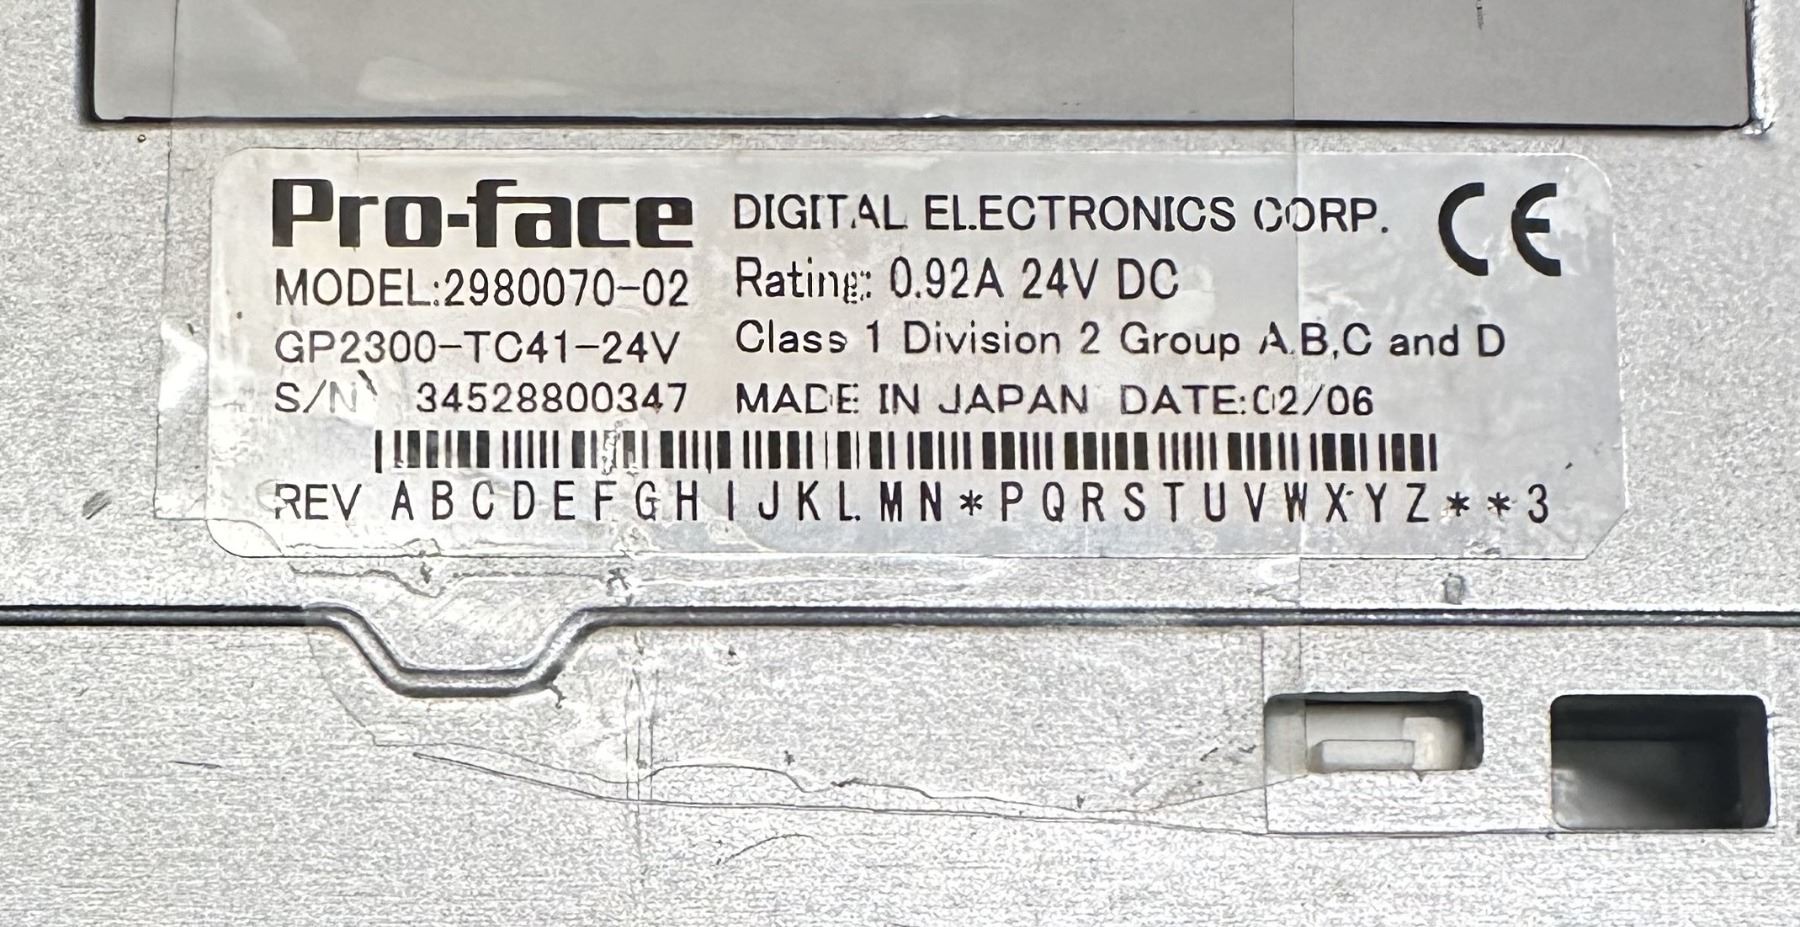 Pro-face DIGITAL ELECTRONICS CORP. CE
MODEL:2980070-02 Rating: 0.92A 24V DC
GP2300-TC41-24V Class 1 Division 2 Group A,B,C and D
S/N 34528800347 MADE IN JAPAN DATE:02/06
REV A B C D E F G H I J K L M N * P Q R S T U V W X Y Z * * 3